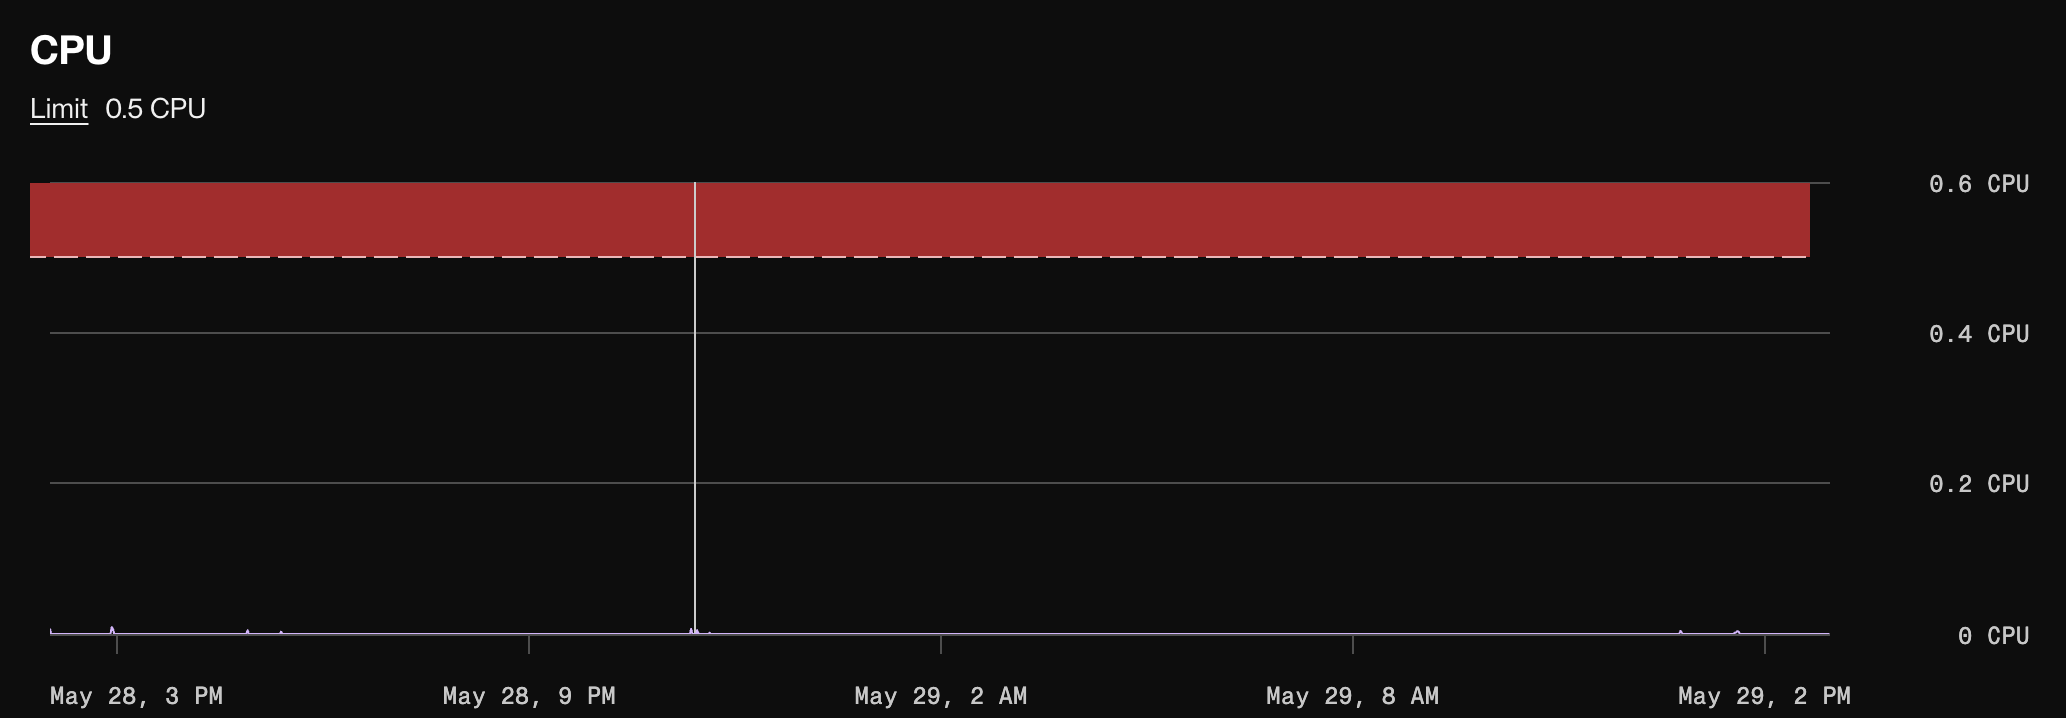 CPU
Limit 0.5 CPU
0.6 CPU
0.4 CPU
0.2 CPU
0 CPU
May 28, 3 PM May 28, 9 PM May 29, 2 AM May 29, 8 AM May 29, 2 PM